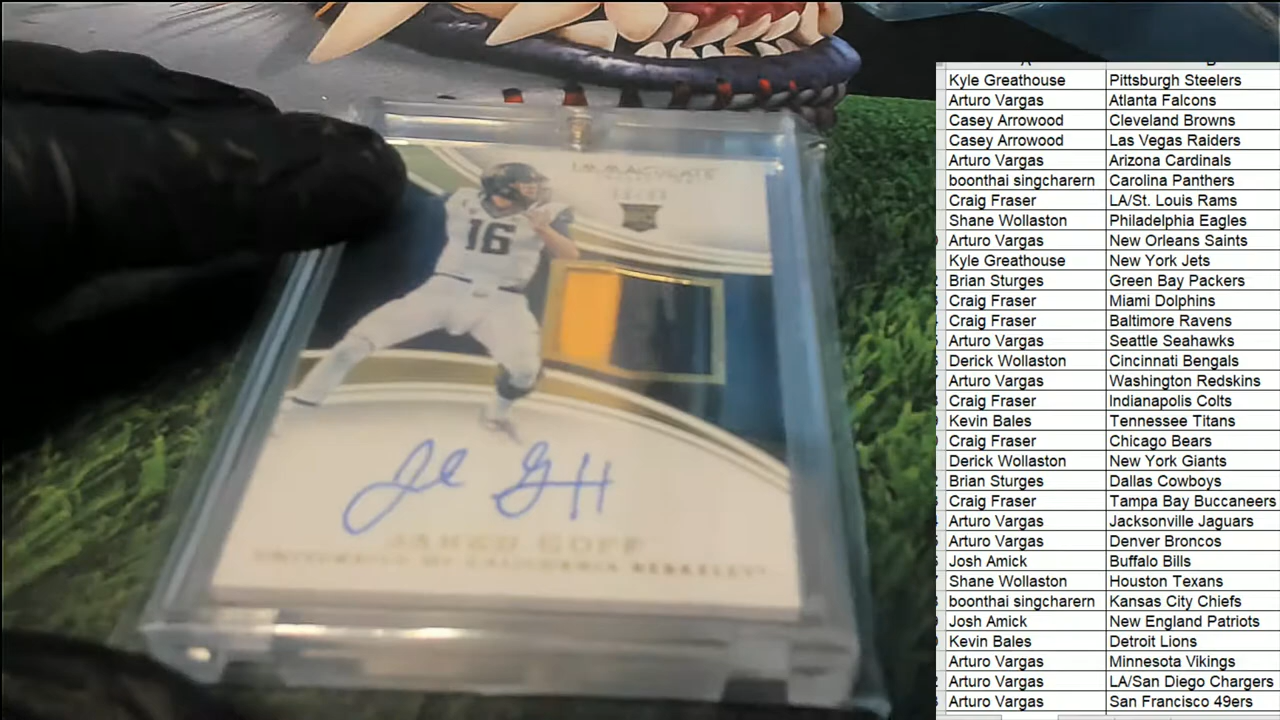 IMMACULATE
RC
16
JARED GOFF
UNIVERSITY OF CALIFORNIA BERKELEY
Kyle Greathouse Pittsburgh Steelers
Arturo Vargas Atlanta Falcons
Casey Arrowood Cleveland Browns
Casey Arrowood Las Vegas Raiders
Arturo Vargas Arizona Cardinals
boonthai singcharern Carolina Panthers
Craig Fraser LA/St. Louis Rams
Shane Wollaston Philadelphia Eagles
Arturo Vargas New Orleans Saints
Kyle Greathouse New York Jets
Brian Sturges Green Bay Packers
Craig Fraser Miami Dolphins
Craig Fraser Baltimore Ravens
Arturo Vargas Seattle Seahawks
Derick Wollaston Cincinnati Bengals
Arturo Vargas Washington Redskins
Craig Fraser Indianapolis Colts
Kevin Bales Tennessee Titans
Craig Fraser Chicago Bears
Derick Wollaston New York Giants
Brian Sturges Dallas Cowboys
Craig Fraser Tampa Bay Buccaneers
Arturo Vargas Jacksonville Jaguars
Arturo Vargas Denver Broncos
Josh Amick Buffalo Bills
Shane Wollaston Houston Texans
boonthai singcharern Kansas City Chiefs
Josh Amick New England Patriots
Kevin Bales Detroit Lions
Arturo Vargas Minnesota Vikings
Arturo Vargas LA/San Diego Chargers
Arturo Vargas San Francisco 49ers